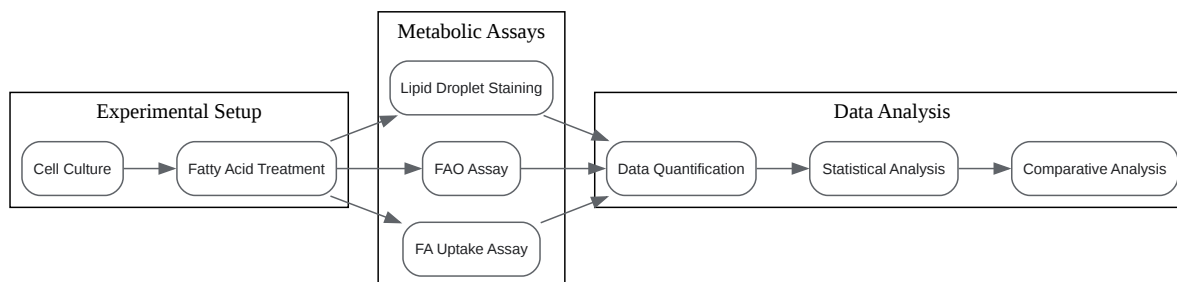 Experimental Setup
Cell Culture
Fatty Acid Treatment
Metabolic Assays
Lipid Droplet Staining
FAO Assay
FA Uptake Assay
Data Analysis
Data Quantification
Statistical Analysis
Comparative Analysis